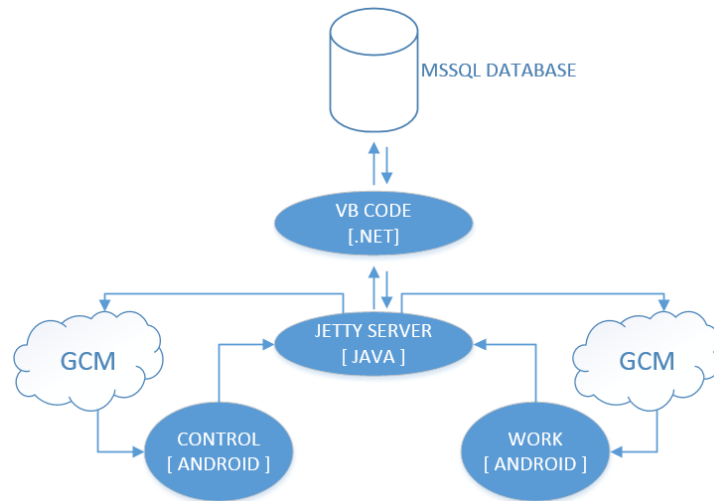 MSSQL DATABASE
VB CODE
[.NET]
JETTY SERVER
[ JAVA ]
GCM
GCM
CONTROL
[ ANDROID ]
WORK
[ ANDROID ]